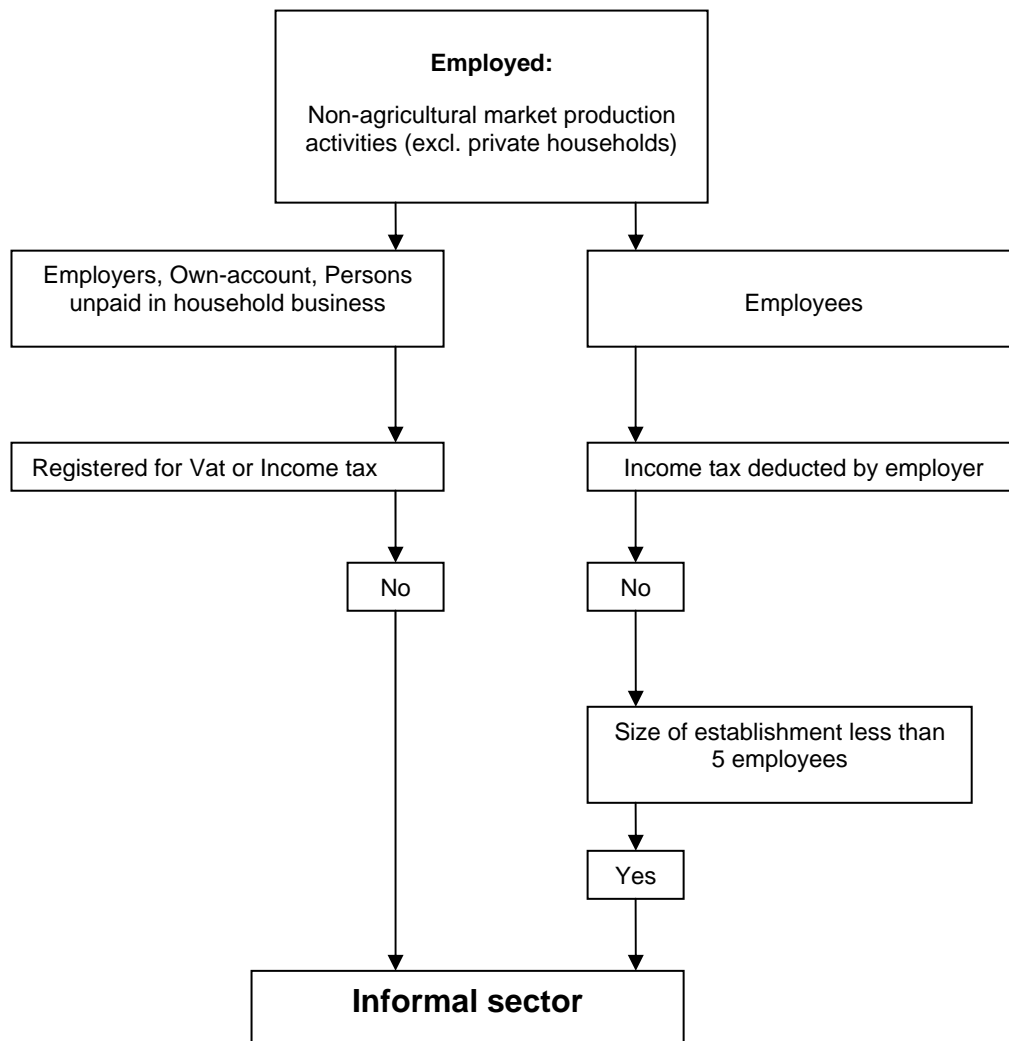 Employed:
Non-agricultural market production
activities (excl. private households)
Employers, Own-account, Persons
unpaid in household business
Employees
Registered for Vat or Income tax
Income tax deducted by employer
No
No
Size of establishment less than
5 employees
Yes
Informal sector